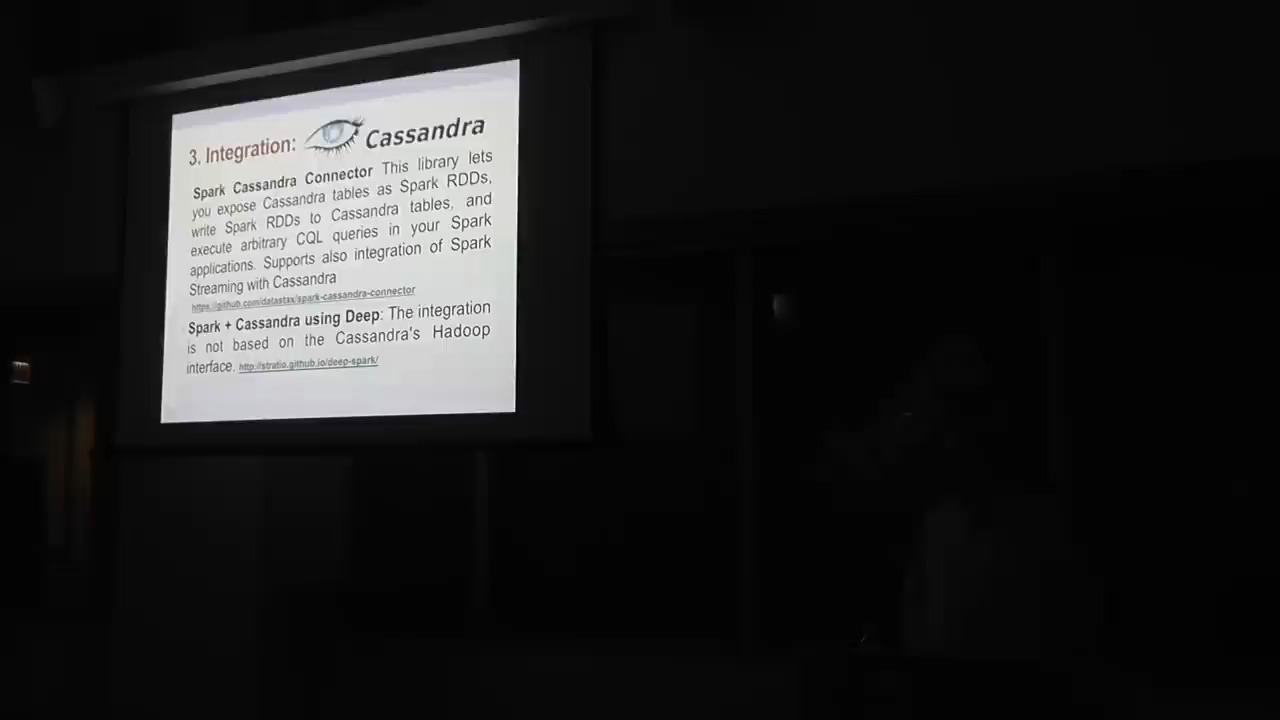 3. Integration: Cassandra
Spark Cassandra Connector This library lets
you expose Cassandra tables as Spark RDDs,
write Spark RDDs to Cassandra tables, and
execute arbitrary CQL queries in your Spark
applications. Supports also integration of Spark
Streaming with Cassandra
https://github.com/datastax/spark-cassandra-connector
Spark + Cassandra using Deep: The integration
is not based on the Cassandra's Hadoop
interface. http://stratio.github.io/deep-spark/